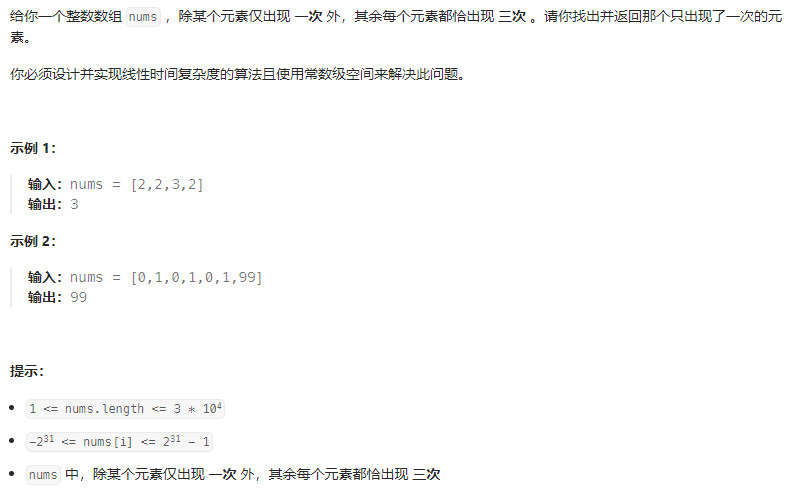 给你一个整数数组 nums ，除某个元素仅出现 一次 外，其余每个元素都恰出现 三次 。请你找出并返回那个只出现了一次的元
素。
你必须设计并实现线性时间复杂度的算法且使用常数级空间来解决此问题。
示例 1：
输入：nums = [2,2,3,2]
输出：3
示例 2：
输入：nums = [0,1,0,1,0,1,99]
输出：99
提示：
• 1 <= nums.length <= 3 * 10⁴
• -2³¹ <= nums[i] <= 2³¹ - 1
• nums 中，除某个元素仅出现 一次 外，其余每个元素都恰出现 三次